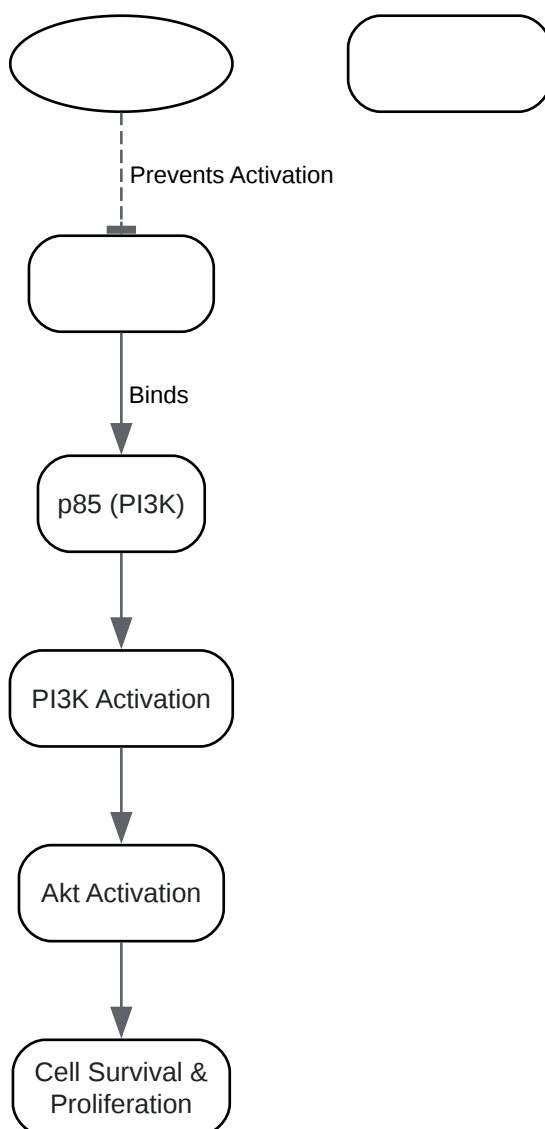 Prevents Activation
Binds
p85 (PI3K)
PI3K Activation
Akt Activation
Cell Survival &
Proliferation